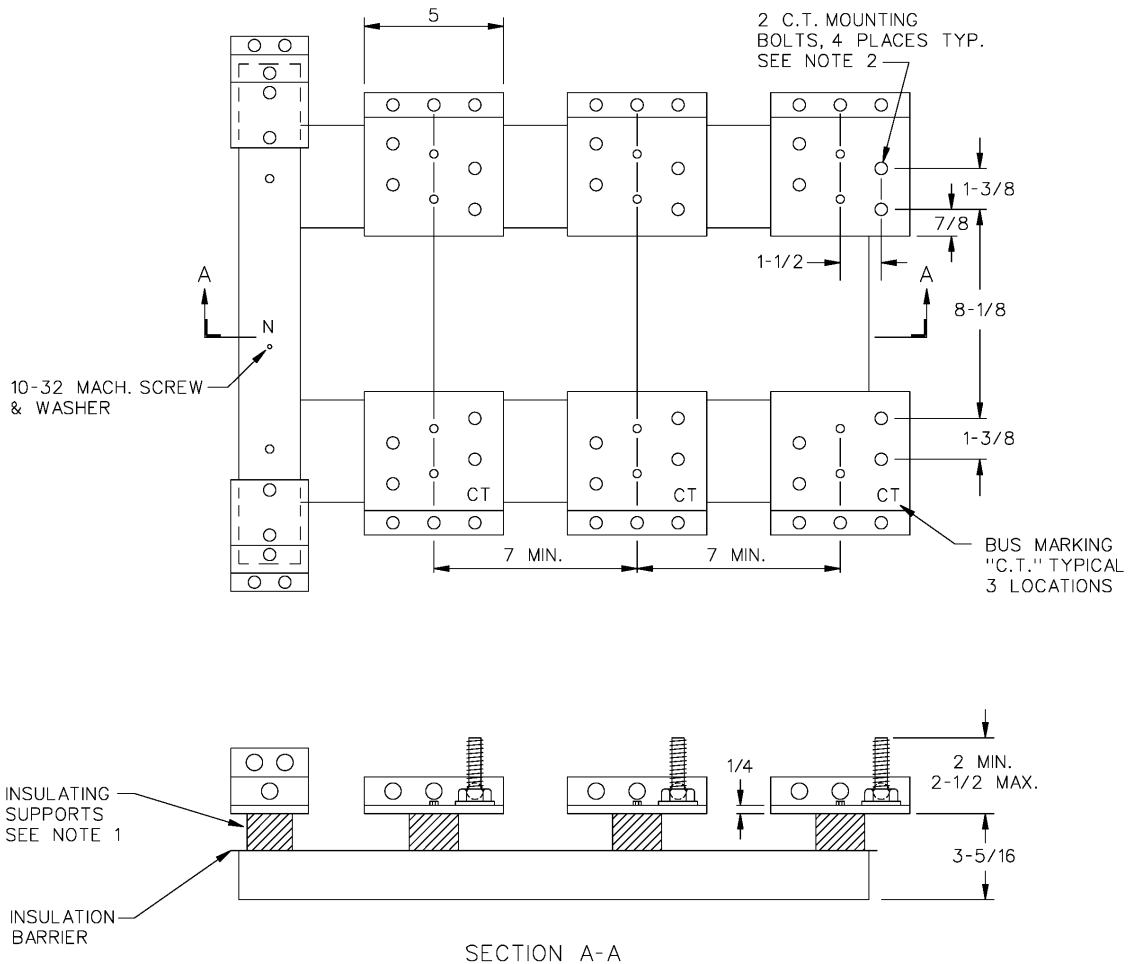 5
2 C.T. MOUNTING
BOLTS, 4 PLACES TYP.
SEE NOTE 2
1-3/8
7/8
1-1/2
A
A
8-1/8
N
10-32 MACH. SCREW
& WASHER
1-3/8
CT
CT
CT
7 MIN.
7 MIN.
BUS MARKING
"C.T." TYPICAL
3 LOCATIONS
1/4
2 MIN.
2-1/2 MAX.
INSULATING
SUPPORTS
SEE NOTE 1
3-5/16
INSULATION
BARRIER
SECTION A-A